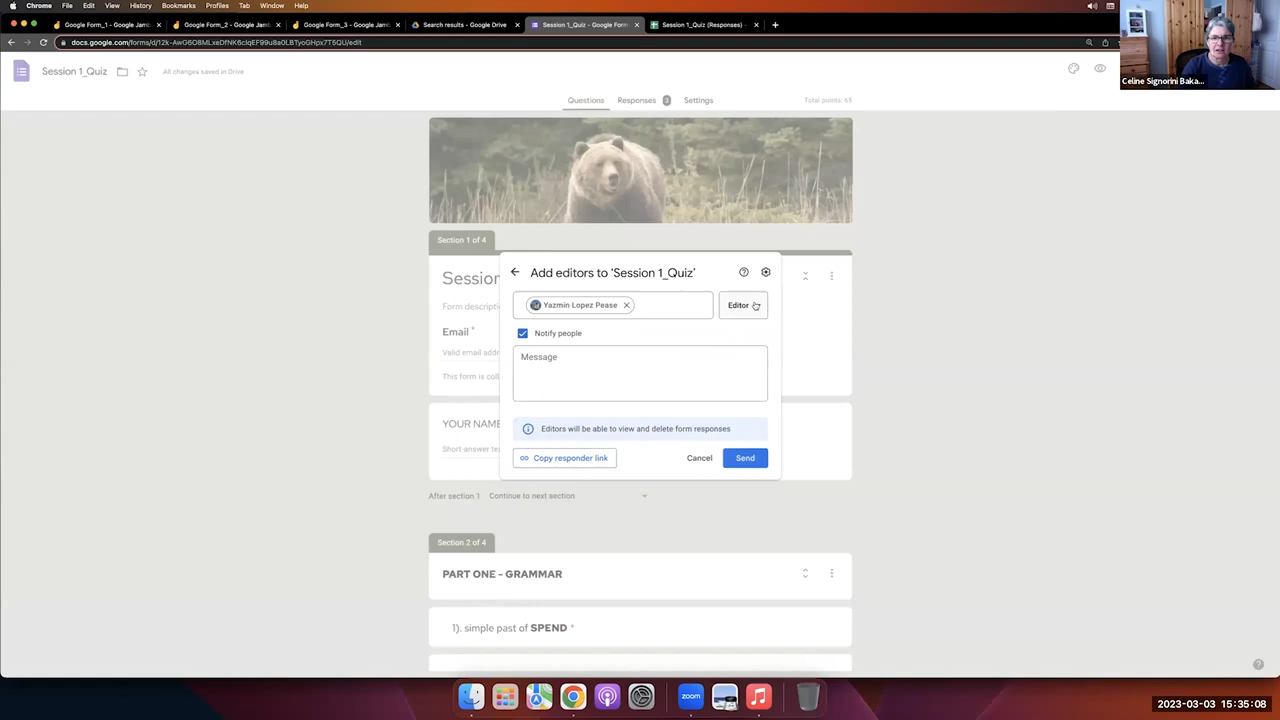 Chrome File Edit View History Bookmarks Profiles Tab Window Help
Google Form_1 - Google Jamb
Google Form_2 - Google Jamb
Google Form_3 - Google Jamb
Search results - Google Drive
Session 1_Quiz - Google Form
Session 1_Quiz (Responses) -
Session 1_Quiz
All changes saved in Drive
Celine Signorini Baka...
Questions
Responses 3
Settings
Total points: 65
Section 1 of 4
Session
Form description
Email *
Valid email addr
This form is coll
Add editors to 'Session 1_Quiz'
Yazmin Lopez Pease
Editor
Notify people
Message
Editors will be able to view and delete form responses
Copy responder link
Cancel
Send
YOUR NAME
Short-answer te
After section 1 Continue to next section
Section 2 of 4
PART ONE - GRAMMAR
1). simple past of SPEND *
zoom
2023-03-03 15:35:08